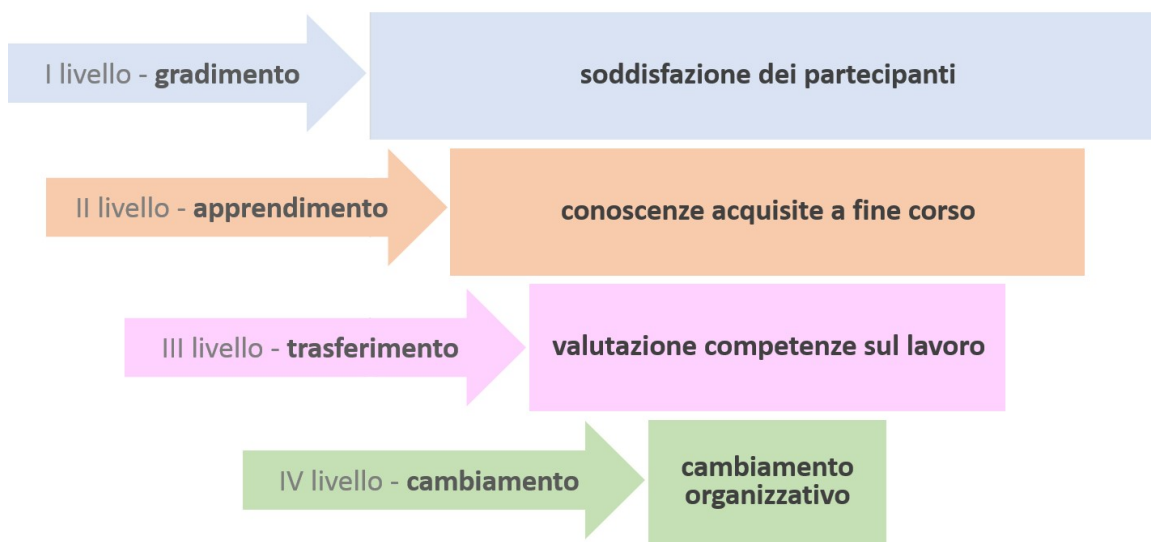 I livello - gradimento
soddisfazione dei partecipanti
II livello - apprendimento
conoscenze acquisite a fine corso
III livello - trasferimento
valutazione competenze sul lavoro
IV livello - cambiamento
cambiamento
organizzativo